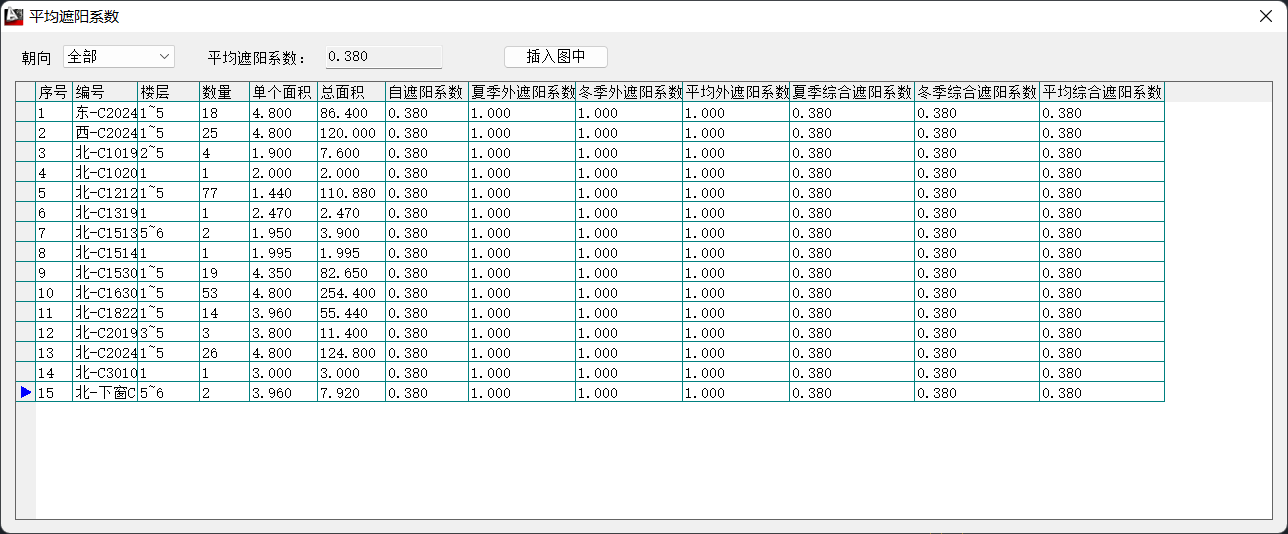 平均遮阳系数
朝向 全部 平均遮阳系数： 0.380 插入图中
序号 编号 楼层 数量 单个面积 总面积 自遮阳系数 夏季外遮阳系数 冬季外遮阳系数 平均外遮阳系数 夏季综合遮阳系数 冬季综合遮阳系数 平均综合遮阳系数
1 东-C2024 1~5 18 4.800 86.400 0.380 1.000 1.000 1.000 0.380 0.380 0.380
2 西-C2024 1~5 25 4.800 120.000 0.380 1.000 1.000 1.000 0.380 0.380 0.380
3 北-C1019 2~5 4 1.900 7.600 0.380 1.000 1.000 1.000 0.380 0.380 0.380
4 北-C1020 1 1 2.000 2.000 0.380 1.000 1.000 1.000 0.380 0.380 0.380
5 北-C1212 1~5 77 1.440 110.880 0.380 1.000 1.000 1.000 0.380 0.380 0.380
6 北-C1319 1 1 2.470 2.470 0.380 1.000 1.000 1.000 0.380 0.380 0.380
7 北-C1513 5~6 2 1.950 3.900 0.380 1.000 1.000 1.000 0.380 0.380 0.380
8 北-C1514 1 1 1.995 1.995 0.380 1.000 1.000 1.000 0.380 0.380 0.380
9 北-C1530 1~5 19 4.350 82.650 0.380 1.000 1.000 1.000 0.380 0.380 0.380
10 北-C1630 1~5 53 4.800 254.400 0.380 1.000 1.000 1.000 0.380 0.380 0.380
11 北-C1822 1~5 14 3.960 55.440 0.380 1.000 1.000 1.000 0.380 0.380 0.380
12 北-C2019 3~5 3 3.800 11.400 0.380 1.000 1.000 1.000 0.380 0.380 0.380
13 北-C2024 1~5 26 4.800 124.800 0.380 1.000 1.000 1.000 0.380 0.380 0.380
14 北-C3010 1 1 3.000 3.000 0.380 1.000 1.000 1.000 0.380 0.380 0.380
15 北-下窗C 5~6 2 3.960 7.920 0.380 1.000 1.000 1.000 0.380 0.380 0.380